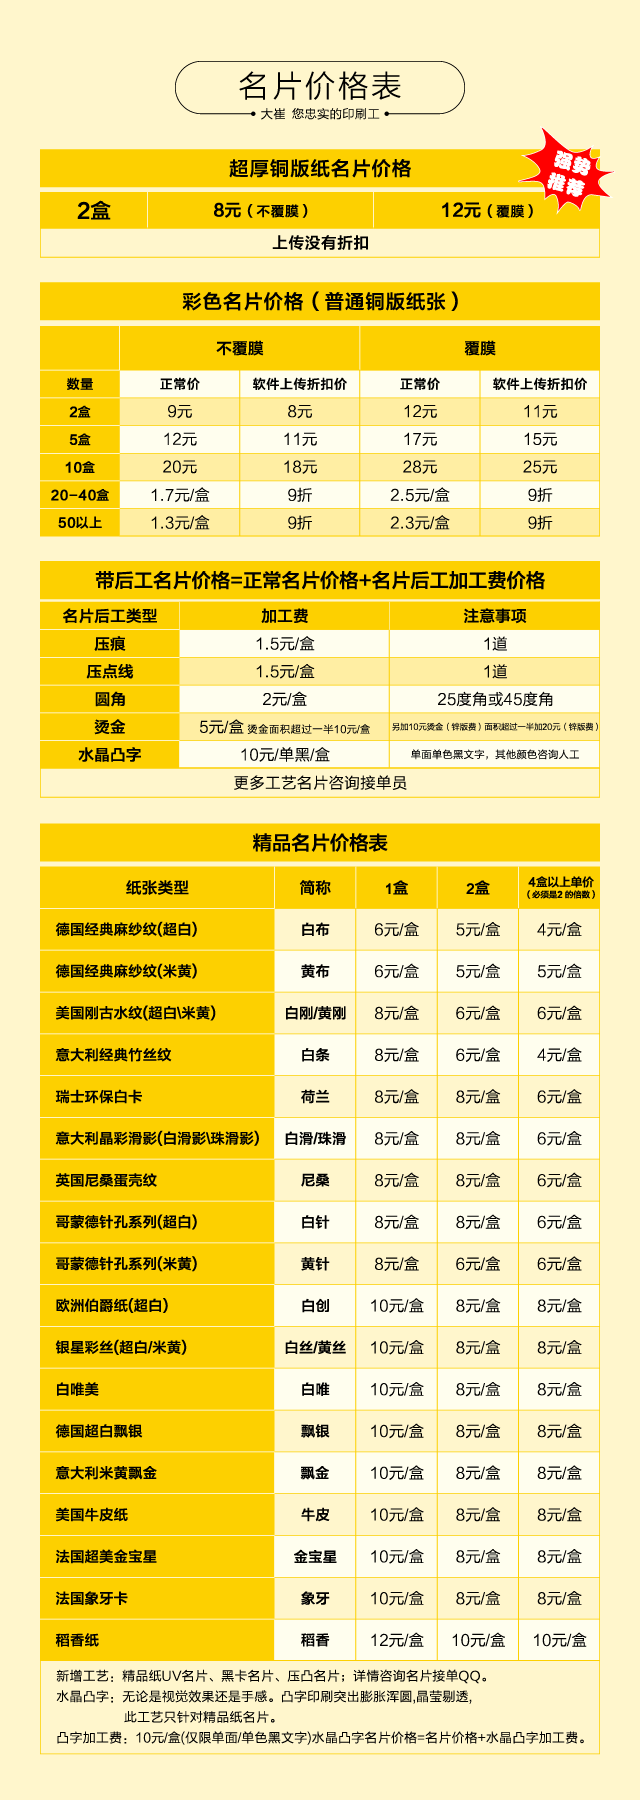 名片价格表
大崔 您忠实的印刷工
超厚铜版纸名片价格
强势
推荐
2盒 8元（不覆膜） 12元（覆膜）
上传没有折扣
彩色名片价格（普通铜版纸张）
不覆膜 覆膜
数量 正常价 软件上传折扣价 正常价 软件上传折扣价
2盒 9元 8元 12元 11元
5盒 12元 11元 17元 15元
10盒 20元 18元 28元 25元
20-40盒 1.7元/盒 9折 2.5元/盒 9折
50以上 1.3元/盒 9折 2.3元/盒 9折
带后工名片价格=正常名片价格+名片后工加工费价格
名片后工类型 加工费 注意事项
压痕 1.5元/盒 1道
压点线 1.5元/盒 1道
圆角 2元/盒 25度角或45度角
烫金 5元/盒 烫金面积超过一半10元/盒 另加10元烫金（锌版费）面积超过一半加20元（锌版费）
水晶凸字 10元/单黑/盒 单面单色黑文字，其他颜色咨询人工
更多工艺名片咨询接单员
精品名片价格表
纸张类型 简称 1盒 2盒 4盒以上单价
（必须是2 的倍数）
德国经典麻纱纹(超白) 白布 6元/盒 5元/盒 4元/盒
德国经典麻纱纹(米黄) 黄布 6元/盒 5元/盒 5元/盒
美国刚古水纹(超白\米黄) 白刚/黄刚 8元/盒 6元/盒 6元/盒
意大利经典竹丝纹 白条 8元/盒 6元/盒 4元/盒
瑞士环保白卡 荷兰 8元/盒 8元/盒 6元/盒
意大利晶彩滑影(白滑影\珠滑影) 白滑/珠滑 8元/盒 8元/盒 6元/盒
英国尼桑蛋壳纹 尼桑 8元/盒 8元/盒 6元/盒
哥蒙德针孔系列(超白) 白针 8元/盒 8元/盒 6元/盒
哥蒙德针孔系列(米黄) 黄针 8元/盒 6元/盒 6元/盒
欧洲伯爵纸(超白) 白创 10元/盒 8元/盒 8元/盒
银星彩丝(超白/米黄) 白丝/黄丝 10元/盒 8元/盒 8元/盒
白唯美 白唯 10元/盒 8元/盒 8元/盒
德国超白飘银 飘银 10元/盒 8元/盒 8元/盒
意大利米黄飘金 飘金 10元/盒 8元/盒 8元/盒
美国牛皮纸 牛皮 10元/盒 8元/盒 8元/盒
法国超美金宝星 金宝星 10元/盒 8元/盒 8元/盒
法国象牙卡 象牙 10元/盒 8元/盒 8元/盒
稻香纸 稻香 12元/盒 10元/盒 10元/盒
新增工艺：精品纸UV名片、黑卡名片、压凸名片；详情咨询名片接单QQ。
水晶凸字：无论是视觉效果还是手感。凸字印刷突出膨胀浑圆,晶莹剔透,
此工艺只针对精品纸名片。
凸字加工费：10元/盒(仅限单面/单色黑文字)水晶凸字名片价格=名片价格+水晶凸字加工费。